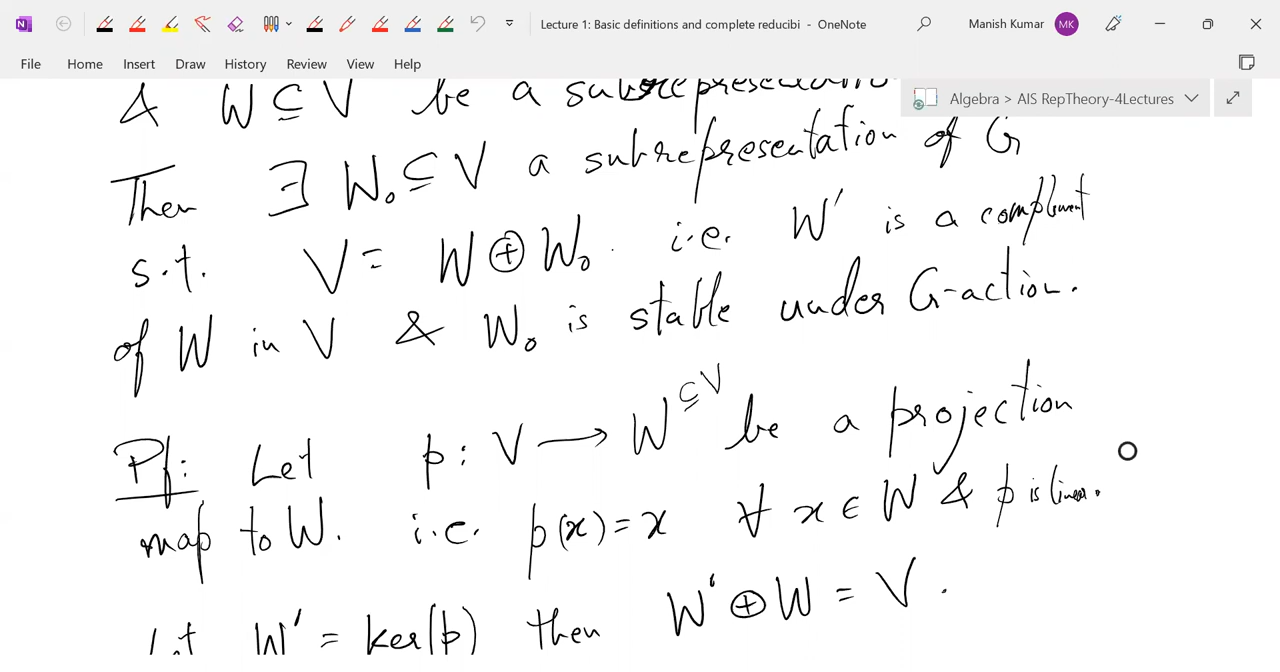 Lecture 1: Basic definitions and complete reducibi - OneNote
Manish Kumar
MK
File Home Insert Draw History Review View Help
Algebra > AIS RepTheory-4Lectures
& W ⊆ V be a subrepresentation
Then ∃ W₀ ⊆ V a subrepresentation of G
s.t. V = W ⊕ W₀. i.e. W' is a complement
of W in V & W₀ is stable under G-action.
Pf: Let p: V → W ⊆ V be a projection
map to W. i.e. p(x) = x ∀ x ∈ W & p is linear.
Let W' = ker(p) then W' ⊕ W = V.